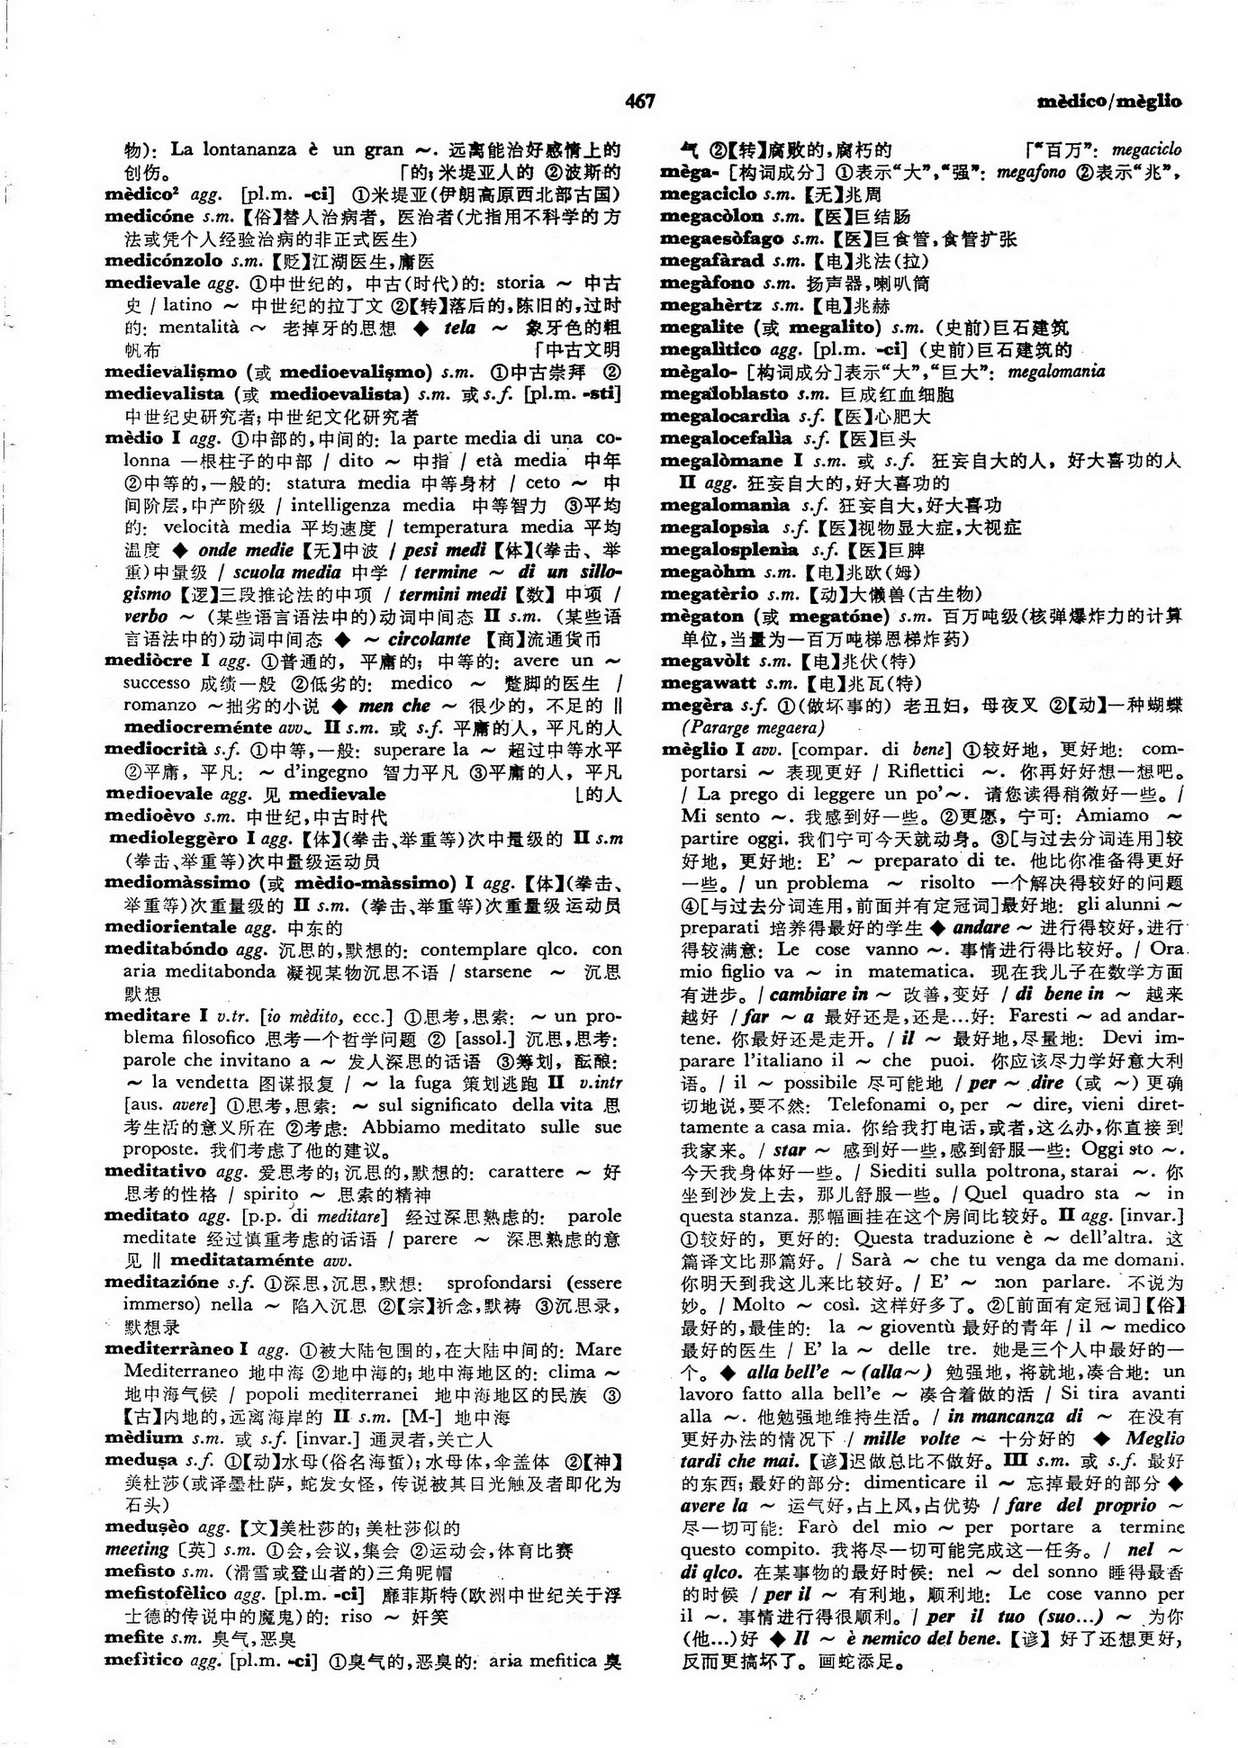 467
mèdico/mèglio
物): La lontananza è un gran ～. 远离能治好感情上的
创伤。 「的; 米堤亚人的 ②波斯的
mèdico² agg. [pl.m. -ci] ①米堤亚(伊朗高原西北部古国)
medicóne s.m.【俗】替人治病者, 医治者(尤指用不科学的方
法或凭个人经验治病的非正式医生)
medicónzolo s.m.【贬】江湖医生,庸医
medievale agg. ①中世纪的, 中古(时代)的: storia ～ 中古
史 / latino ～ 中世纪的拉丁文 ②【转】落后的,陈旧的,过时
的: mentalità ～ 老掉牙的思想 ◆ tela ～ 象牙色的粗
帆布 「中古文明
medievalişmo (或 medioevalişmo) s.m. ①中古崇拜 ②
medievalista (或 medioevalista) s.m. 或 s.f. [pl.m. -sti]
中世纪史研究者; 中世纪文化研究者
mèdio I agg. ①中部的,中间的: la parte media di una co-
lonna 一根柱子的中部 / dito ～ 中指 / età media 中年
②中等的,一般的: statura media 中等身材 / ceto ～ 中
间阶层,中产阶级 / intelligenza media 中等智力 ③平均
的: velocità media 平均速度 / temperatura media 平均
温度 ◆ onde medie【无】中波 / pesi medi【体】(拳击、举
重)中量级 / scuola media 中学 / termine ～ di un sillo-
gismo【逻】三段推论法的中项 / termini medi【数】中项 /
verbo ～ (某些语言语法中的)动词中间态 II s.m. (某些语
言语法中的)动词中间态 ◆ ～ circolante 【商】流通货币
mediòcre I agg. ①普通的, 平庸的; 中等的: avere un ～
successo 成绩一般 ②低劣的: medico ～ 蹩脚的医生 /
romanzo ～拙劣的小说 ◆ men che ～ 很少的, 不足的 ‖
mediocreménte avv. II s.m. 或 s.f. 平庸的人, 平凡的人
mediocrità s.f. ①中等,一般: superare la ～ 超过中等水平
②平庸, 平凡: ～ d'ingegno 智力平凡 ③平庸的人, 平凡
medioevale agg. 见 medievale ⌊的人
medioèvo s.m. 中世纪,中古时代
medioleggèro I agg.【体】(拳击、举重等)次中量级的 II s.m
(拳击、举重等)次中量级运动员
mediomàssimo (或 mèdio-màssimo) I agg.【体】(拳击、
举重等)次重量级的 II s.m. (拳击、举重等)次重量级运动员
mediorientale agg. 中东的
meditabóndo agg. 沉思的,默想的: contemplare qlco. con
aria meditabonda 凝视某物沉思不语 / starsene ～ 沉思
默想
meditare I v.tr. [io mèdito, ecc.] ①思考,思索: ～ un pro-
blema filosofico 思考一个哲学问题 ② [assol.] 沉思,思考:
parole che invitano a ～ 发人深思的话语 ③筹划, 酝酿:
～ la vendetta 图谋报复 / ～ la fuga 策划逃跑 II v.intr
[aus. avere] ①思考,思索: ～ sul significato della vita 思
考生活的意义所在 ②考虑: Abbiamo meditato sulle sue
proposte. 我们考虑了他的建议。
meditativo agg. 爱思考的; 沉思的,默想的: carattere ～ 好
思考的性格 / spirito ～ 思索的精神
meditato agg. [p.p. di meditare] 经过深思熟虑的: parole
meditate 经过慎重考虑的话语 / parere ～ 深思熟虑的意
见 ‖ meditataménte avv.
meditazióne s.f. ①深思,沉思,默想: sprofondarsi (essere
immerso) nella ～ 陷入沉思 ②【宗】祈念,默祷 ③沉思录,
默想录
mediterràneo I agg. ①被大陆包围的,在大陆中间的: Mare
Mediterraneo 地中海 ②地中海的; 地中海地区的: clima ～
地中海气候 / popoli mediterranei 地中海地区的民族 ③
【古】内地的,远离海岸的 II s.m. [M-] 地中海
mèdium s.m. 或 s.f. [invar.] 通灵者,关亡人
meduşa s.f. ①【动】水母(俗名海蜇); 水母体,伞盖体 ②【神】
美杜莎(或译墨杜萨, 蛇发女怪, 传说被其目光触及者即化为
石头)
meduşèo agg.【文】美杜莎的; 美杜莎似的
meeting〔英〕s.m. ①会,会议,集会 ②运动会,体育比赛
mefisto s.m. (滑雪或登山者的)三角呢帽
mefistofèlico agg. [pl.m. -ci] 靡菲斯特(欧洲中世纪关于浮
士德的传说中的魔鬼)的: riso ～ 奸笑
mefite s.m. 臭气,恶臭
mefìtico agg. [pl.m. -ci] ①臭气的,恶臭的: aria mefitica 臭
气 ②【转】腐败的,腐朽的 「“百万”: megaciclo
mèga- [构词成分] ①表示“大”,“强”: megafono ②表示“兆”,
megaciclo s.m.【无】兆周
megacòlon s.m.【医】巨结肠
megaesòfago s.m.【医】巨食管,食管扩张
megafàrad s.m.【电】兆法(拉)
megàfono s.m. 扬声器,喇叭筒
megahèrtz s.m.【电】兆赫
megalite (或 megalito) s.m. (史前)巨石建筑
megalìtico agg. [pl.m. -ci] (史前)巨石建筑的
mègalo- [构词成分]表示“大”,“巨大”: megalomania
megaloblasto s.m. 巨成红血细胞
megalocardìa s.f.【医】心肥大
megalocefalìa s.f.【医】巨头
megalòmane I s.m. 或 s.f. 狂妄自大的人, 好大喜功的人
II agg. 狂妄自大的,好大喜功的
megalomanìa s.f. 狂妄自大,好大喜功
megalopsìa s.f.【医】视物显大症,大视症
megalosplenìa s.f.【医】巨脾
megaòhm s.m.【电】兆欧(姆)
megatèrio s.m.【动】大懒兽(古生物)
mègaton (或 megatóne) s.m. 百万吨级(核弹爆炸力的计算
单位,当量为一百万吨梯恩梯炸药)
megavòlt s.m.【电】兆伏(特)
megawatt s.m.【电】兆瓦(特)
megèra s.f. ①(做坏事的) 老丑妇, 母夜叉 ②【动】一种蝴蝶
(Pararge megaera)
mèglio I avv. [compar. di bene] ①较好地, 更好地: com-
portarsi ～ 表现更好 / Riflettici ～. 你再好好想一想吧。
/ La prego di leggere un po'～. 请您读得稍微好一些。/
Mi sento ～. 我感到好一些。②更愿, 宁可: Amiamo ～
partire oggi. 我们宁可今天就动身。③[与过去分词连用]较
好地, 更好地: E' ～ preparato di te. 他比你准备得更好
一些。/ un problema ～ risolto 一个解决得较好的问题
④[与过去分词连用,前面并有定冠词]最好地: gli alunni ～
preparati 培养得最好的学生 ◆ andare ～ 进行得较好,进行
得较满意: Le cose vanno ～. 事情进行得比较好。/ Ora
mio figlio va ～ in matematica. 现在我儿子在数学方面
有进步。/ cambiare in ～ 改善,变好 / di bene in ～ 越来
越好 / far ～ a 最好还是,还是…好: Faresti ～ ad andar-
tene. 你最好还是走开。/ il ～ 最好地,尽量地: Devi im-
parare l'italiano il ～ che puoi. 你应该尽力学好意大利
语。/ il ～ possibile 尽可能地 / per ～ dire (或 ～) 更确
切地说,要不然: Telefonami o, per ～ dire, vieni diret-
tamente a casa mia. 你给我打电话,或者,这么办,你直接到
我家来。/ star ～ 感到好一些,感到舒服一些: Oggi sto ～.
今天我身体好一些。/ Siediti sulla poltrona, starai ～. 你
坐到沙发上去, 那儿舒服一些。/ Quel quadro sta ～ in
questa stanza. 那幅画挂在这个房间比较好。II agg. [invar.]
①较好的, 更好的: Questa traduzione è ～ dell'altra. 这
篇译文比那篇好。/ Sarà ～ che tu venga da me domani.
你明天到我这儿来比较好。/ E' ～ non parlare. 不说为
妙。/ Molto ～ così. 这样好多了。②[前面有定冠词]【俗】
最好的,最佳的: la ～ gioventù 最好的青年 / il ～ medico
最好的医生 / E' la ～ delle tre. 她是三个人中最好的一
个。◆ alla bell'e ～ (alla～) 勉强地, 将就地,凑合地: un
lavoro fatto alla bell'e ～ 凑合着做的活 / Si tira avanti
alla ～. 他勉强地维持生活。/ in mancanza di ～ 在没有
更好办法的情况下 / mille volte ～ 十分好的 ◆ Meglio
tardi che mai.【谚】迟做总比不做好。III s.m. 或 s.f. 最好
的东西; 最好的部分: dimenticare il ～ 忘掉最好的部分 ◆
avere la ～ 运气好,占上风,占优势 / fare del proprio ～
尽一切可能: Farò del mio ～ per portare a termine
questo compito. 我将尽一切可能完成这一任务。/ nel ～
di qlco. 在某事物的最好时候: nel ～ del sonno 睡得最香
的时候 / per il ～ 有利地, 顺利地: Le cose vanno per
il ～. 事情进行得很顺利。/ per il tuo (suo...) ～ 为你
(他…)好 ◆ Il ～ è nemico del bene.【谚】好了还想更好,
反而更搞坏了。画蛇添足。